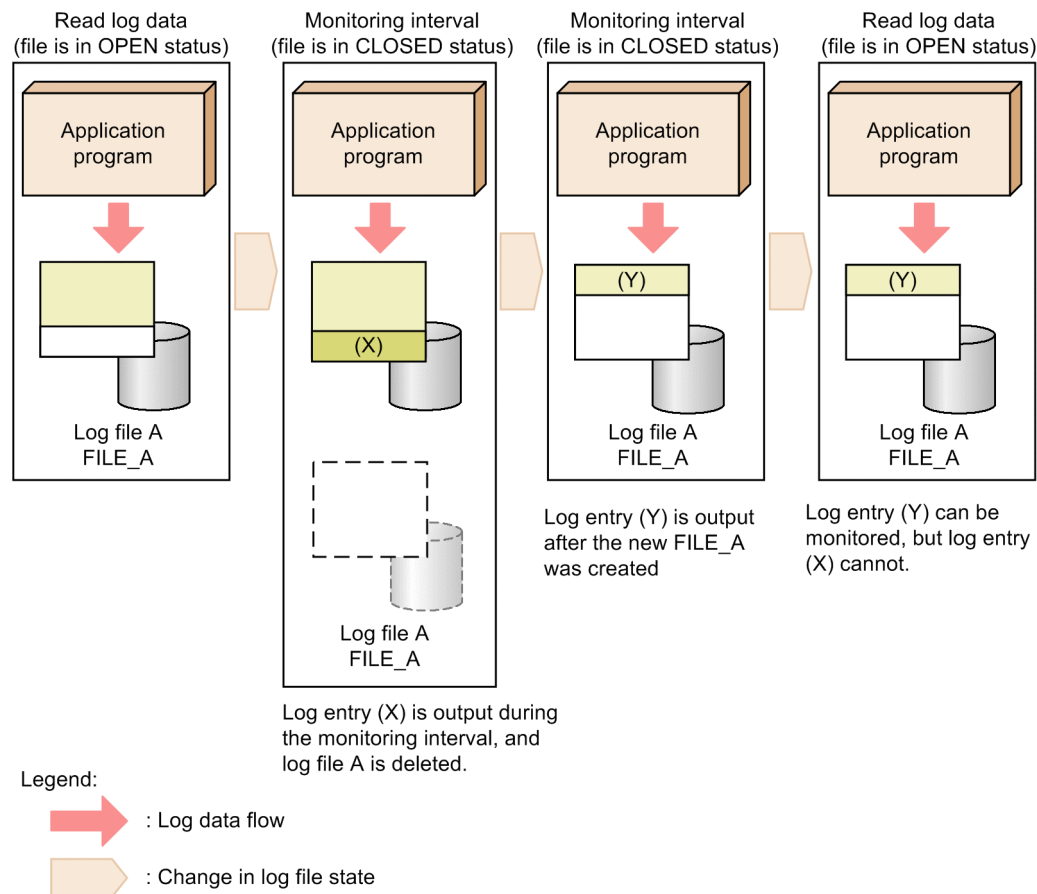 Read log data
(file is in OPEN status)
Application
program
Log file A
FILE_A
Monitoring interval
(file is in CLOSED status)
Application
program
(X)
Log file A
FILE_A
Log entry (X) is output during
the monitoring interval, and
log file A is deleted.
Monitoring interval
(file is in CLOSED status)
Application
program
(Y)
Log file A
FILE_A
Log entry (Y) is output
after the new FILE_A
was created
Read log data
(file is in OPEN status)
Application
program
(Y)
Log file A
FILE_A
Log entry (Y) can be
monitored, but log entry
(X) cannot.
Legend:
: Log data flow
: Change in log file state